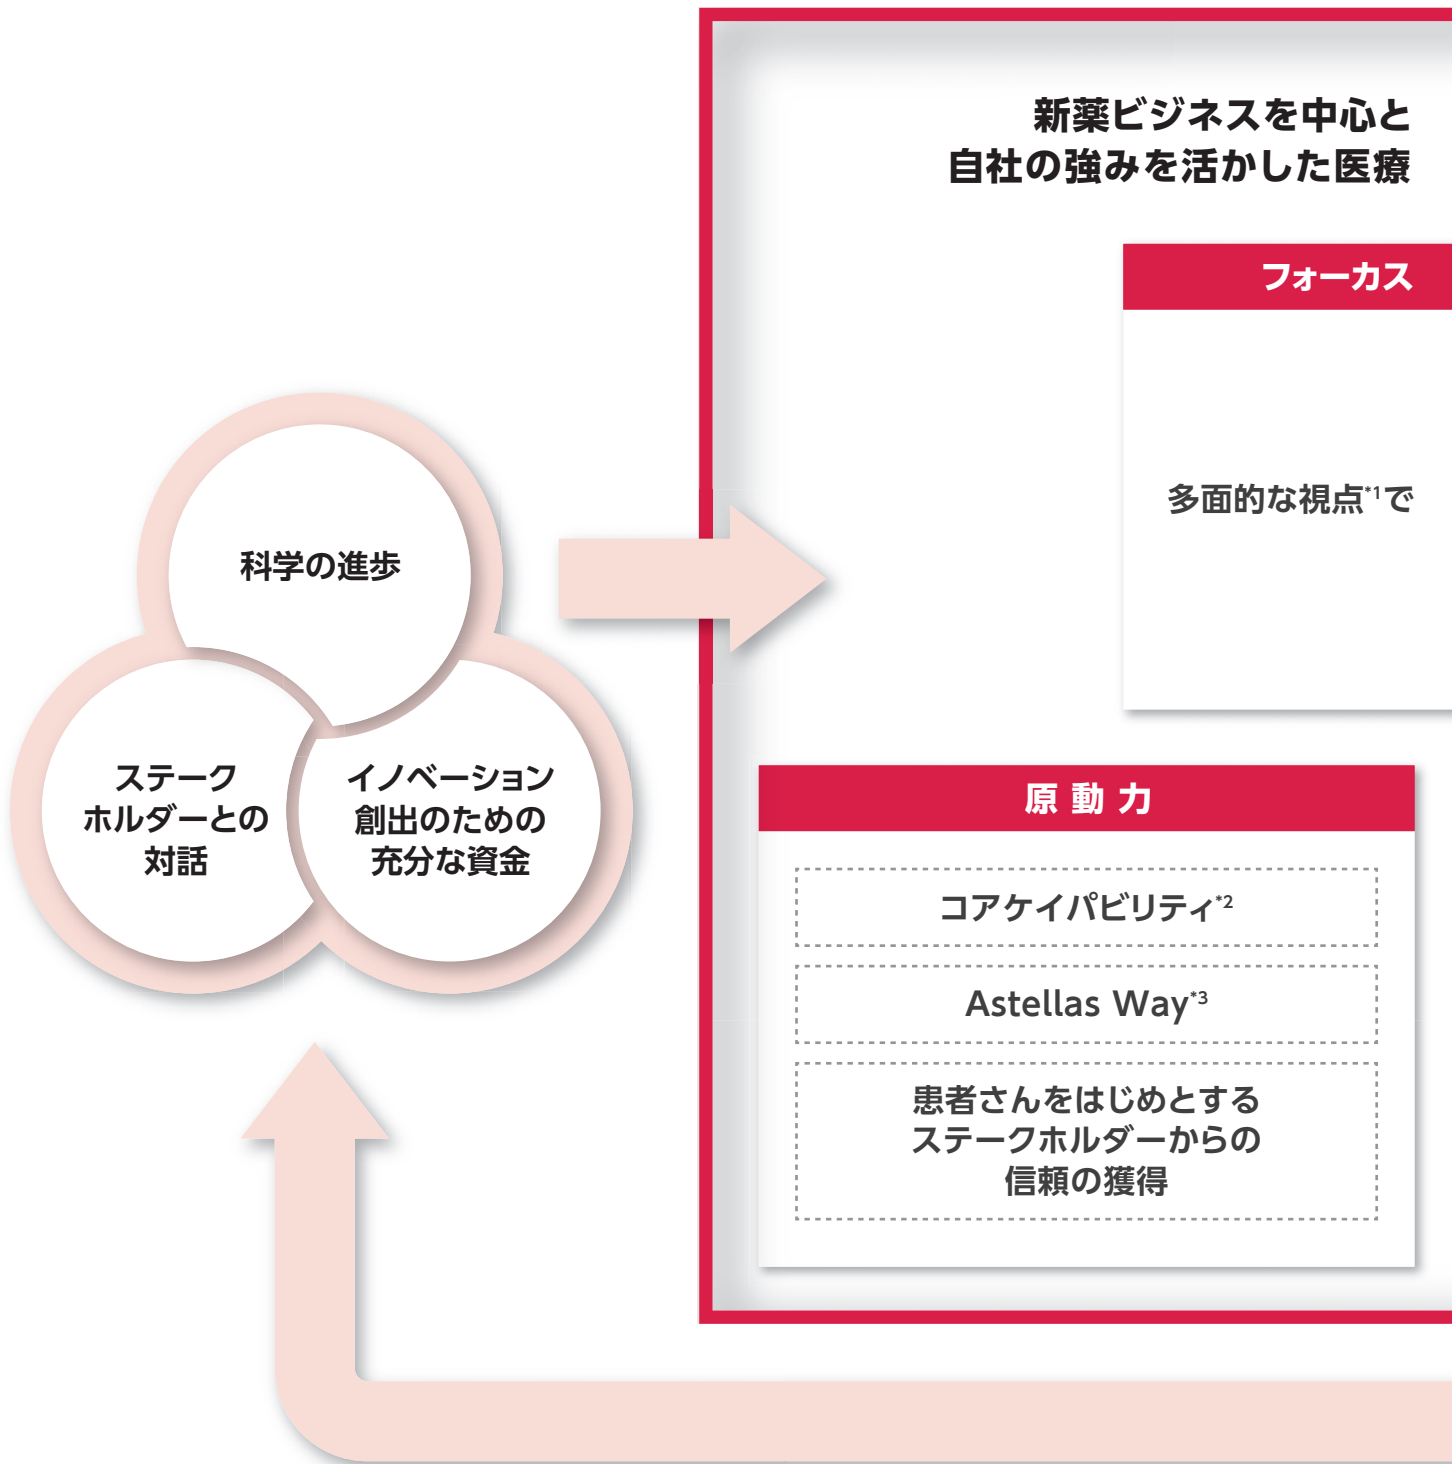 新薬ビジネスを中心と
自社の強みを活かした医療
フォーカス
多面的な視点*1で
科学の進歩
ステーク
ホルダーとの
対話
イノベーション
創出のための
充分な資金
原動力
コアケイパビリティ*2
Astellas Way*3
患者さんをはじめとする
ステークホルダーからの
信頼の獲得